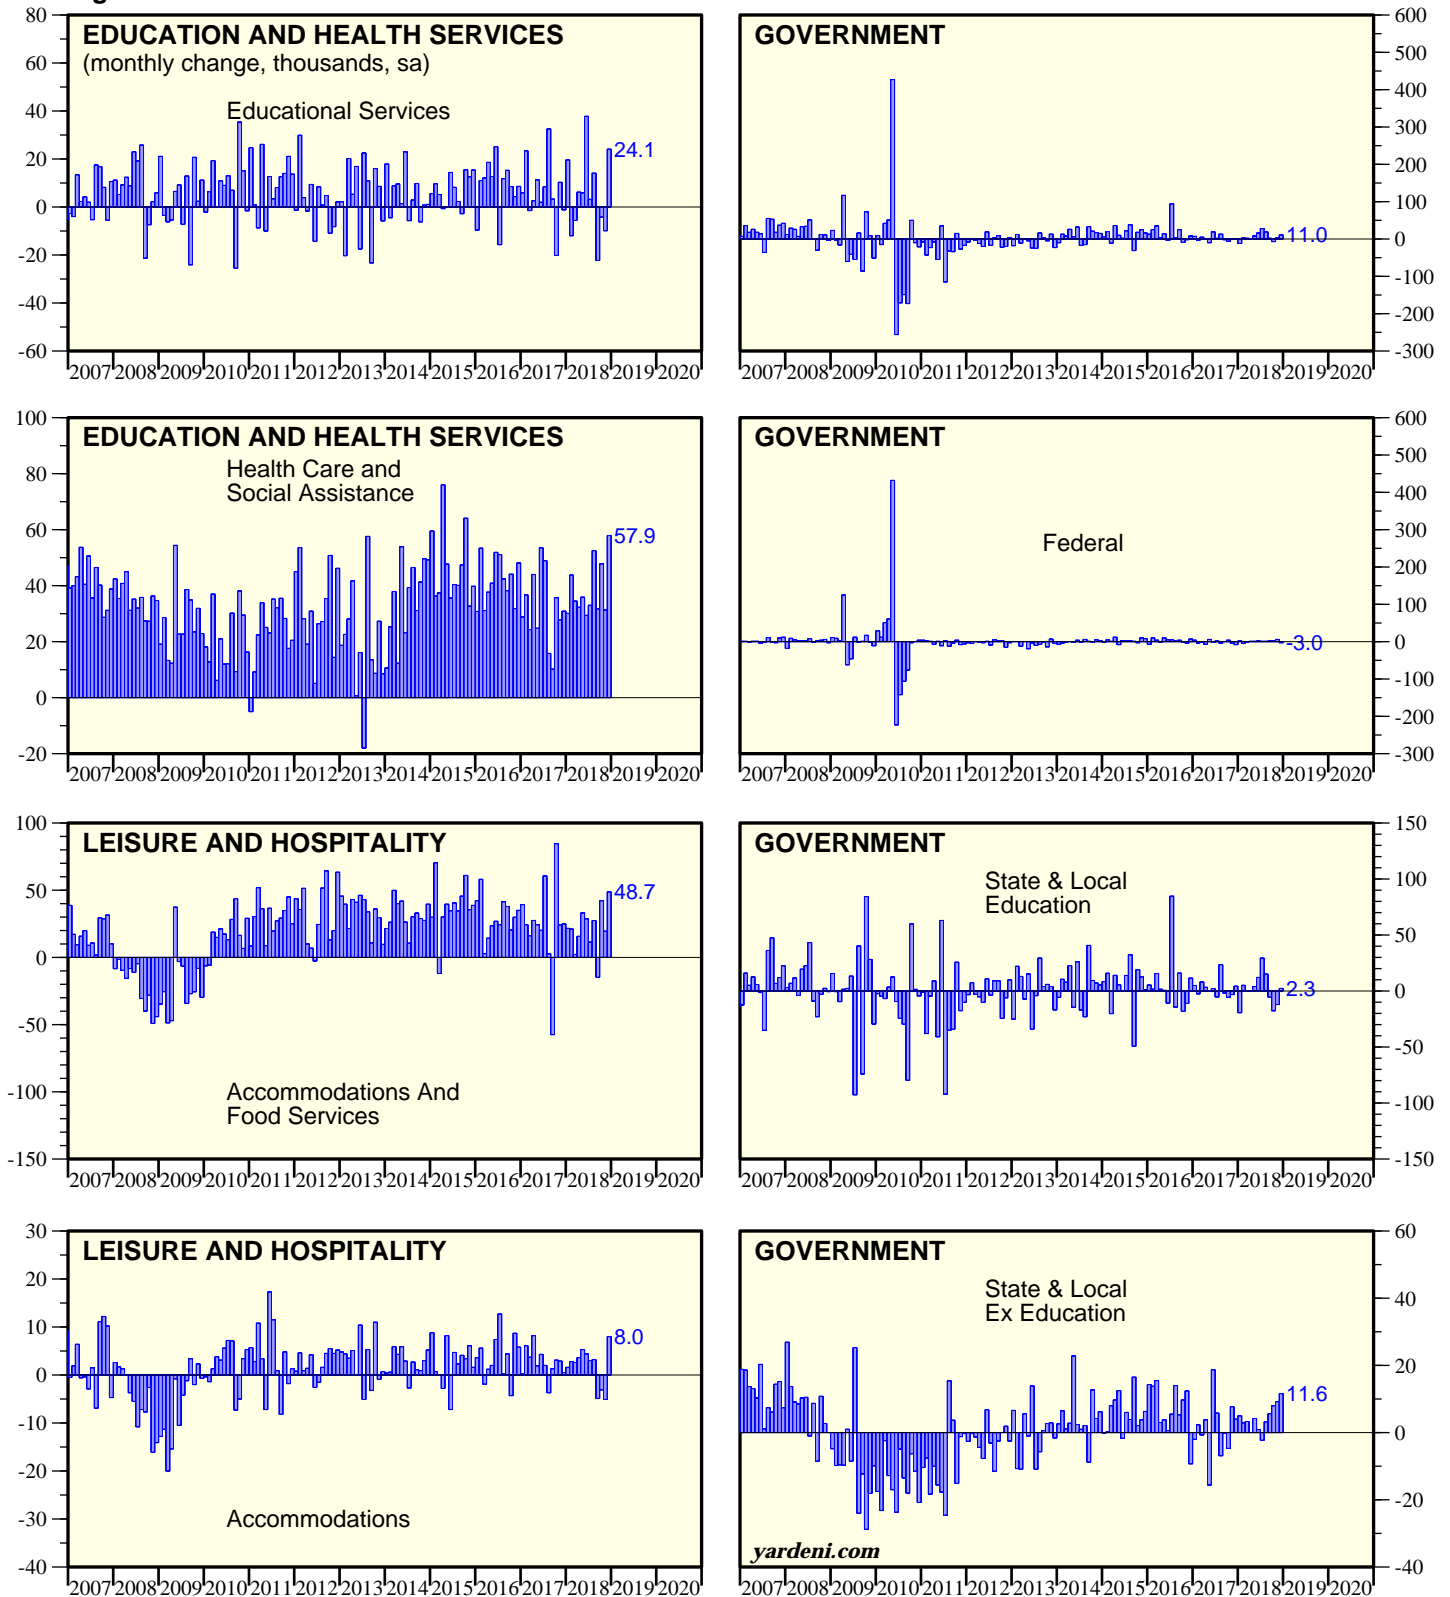 80
60
40
20
0
-20
-40
-60
EDUCATION AND HEALTH SERVICES
(monthly change, thousands, sa)
Educational Services
24.1
2007 2008 2009 2010 2011 2012 2013 2014 2015 2016 2017 2018 2019 2020
GOVERNMENT
11.0
600
500
400
300
200
100
0
-100
-200
-300
2007 2008 2009 2010 2011 2012 2013 2014 2015 2016 2017 2018 2019 2020
100
80
60
40
20
0
-20
EDUCATION AND HEALTH SERVICES
Health Care and
Social Assistance
57.9
2007 2008 2009 2010 2011 2012 2013 2014 2015 2016 2017 2018 2019 2020
GOVERNMENT
Federal
-3.0
600
500
400
300
200
100
0
-100
-200
-300
2007 2008 2009 2010 2011 2012 2013 2014 2015 2016 2017 2018 2019 2020
100
50
0
-50
-100
-150
LEISURE AND HOSPITALITY
48.7
Accommodations And
Food Services
2007 2008 2009 2010 2011 2012 2013 2014 2015 2016 2017 2018 2019 2020
GOVERNMENT
State & Local
Education
2.3
150
100
50
0
-50
-100
-150
2007 2008 2009 2010 2011 2012 2013 2014 2015 2016 2017 2018 2019 2020
30
20
10
0
-10
-20
-30
-40
LEISURE AND HOSPITALITY
8.0
Accommodations
2007 2008 2009 2010 2011 2012 2013 2014 2015 2016 2017 2018 2019 2020
GOVERNMENT
State & Local
Ex Education
11.6
yardeni.com
60
40
20
0
-20
-40
2007 2008 2009 2010 2011 2012 2013 2014 2015 2016 2017 2018 2019 2020